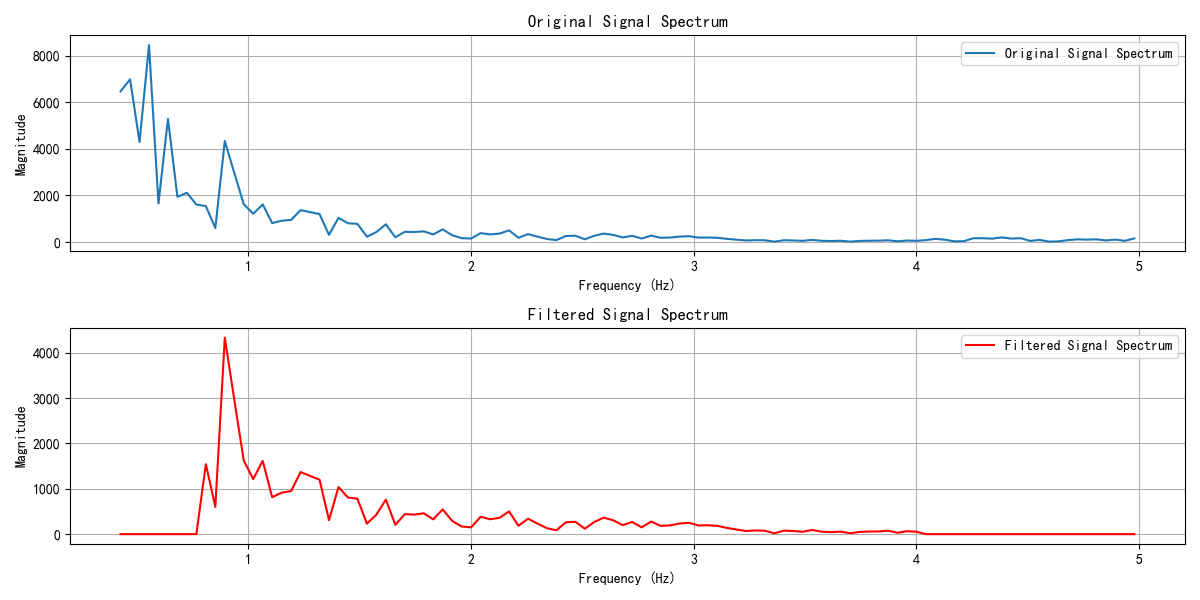 Original Signal Spectrum
Original Signal Spectrum
Magnitude
8000
6000
4000
2000
0
1 2 3 4 5
Frequency (Hz)
Filtered Signal Spectrum
Filtered Signal Spectrum
Magnitude
4000
3000
2000
1000
0
1 2 3 4 5
Frequency (Hz)